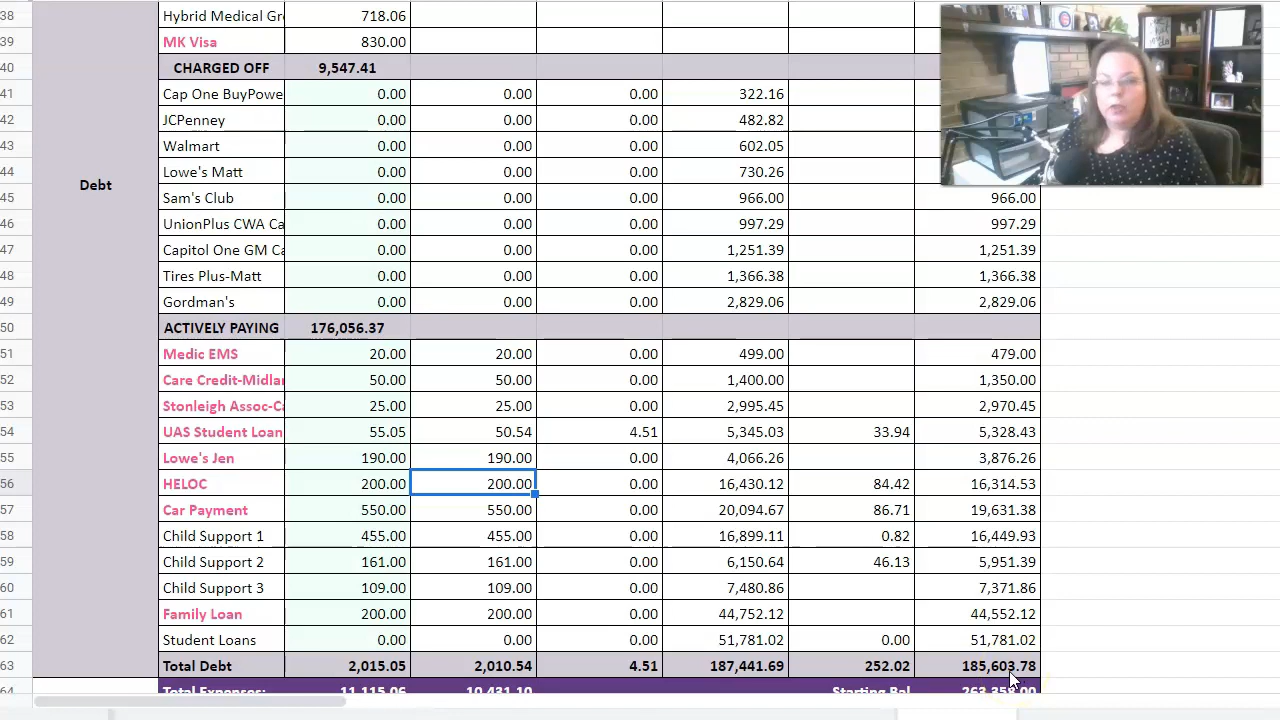 38 Hybrid Medical Gr 718.06
39 MK Visa 830.00
40 CHARGED OFF 9,547.41
41 Cap One BuyPowe 0.00 0.00 0.00 322.16
42 JCPenney 0.00 0.00 0.00 482.82
43 Walmart 0.00 0.00 0.00 602.05
44 Lowe's Matt 0.00 0.00 0.00 730.26
Debt
45 Sam's Club 0.00 0.00 0.00 966.00 966.00
46 UnionPlus CWA Ca 0.00 0.00 0.00 997.29 997.29
47 Capitol One GM Ca 0.00 0.00 0.00 1,251.39 1,251.39
48 Tires Plus-Matt 0.00 0.00 0.00 1,366.38 1,366.38
49 Gordman's 0.00 0.00 0.00 2,829.06 2,829.06
50 ACTIVELY PAYING 176,056.37
51 Medic EMS 20.00 20.00 0.00 499.00 479.00
52 Care Credit-Midlar 50.00 50.00 0.00 1,400.00 1,350.00
53 Stonleigh Assoc-Ca 25.00 25.00 0.00 2,995.45 2,970.45
54 UAS Student Loan 55.05 50.54 4.51 5,345.03 33.94 5,328.43
55 Lowe's Jen 190.00 190.00 0.00 4,066.26 3,876.26
56 HELOC 200.00 200.00 0.00 16,430.12 84.42 16,314.53
57 Car Payment 550.00 550.00 0.00 20,094.67 86.71 19,631.38
58 Child Support 1 455.00 455.00 0.00 16,899.11 0.82 16,449.93
59 Child Support 2 161.00 161.00 0.00 6,150.64 46.13 5,951.39
60 Child Support 3 109.00 109.00 0.00 7,480.86 7,371.86
61 Family Loan 200.00 200.00 0.00 44,752.12 44,552.12
62 Student Loans 0.00 0.00 0.00 51,781.02 0.00 51,781.02
63 Total Debt 2,015.05 2,010.54 4.51 187,441.69 252.02 185,603.78
64 Total Expenses: 11,115.06 10,431.10 Starting Bal